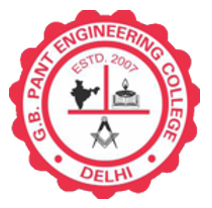 G.B. PANT ENGINEERING COLLEGE
ESTD. 2007
DELHI